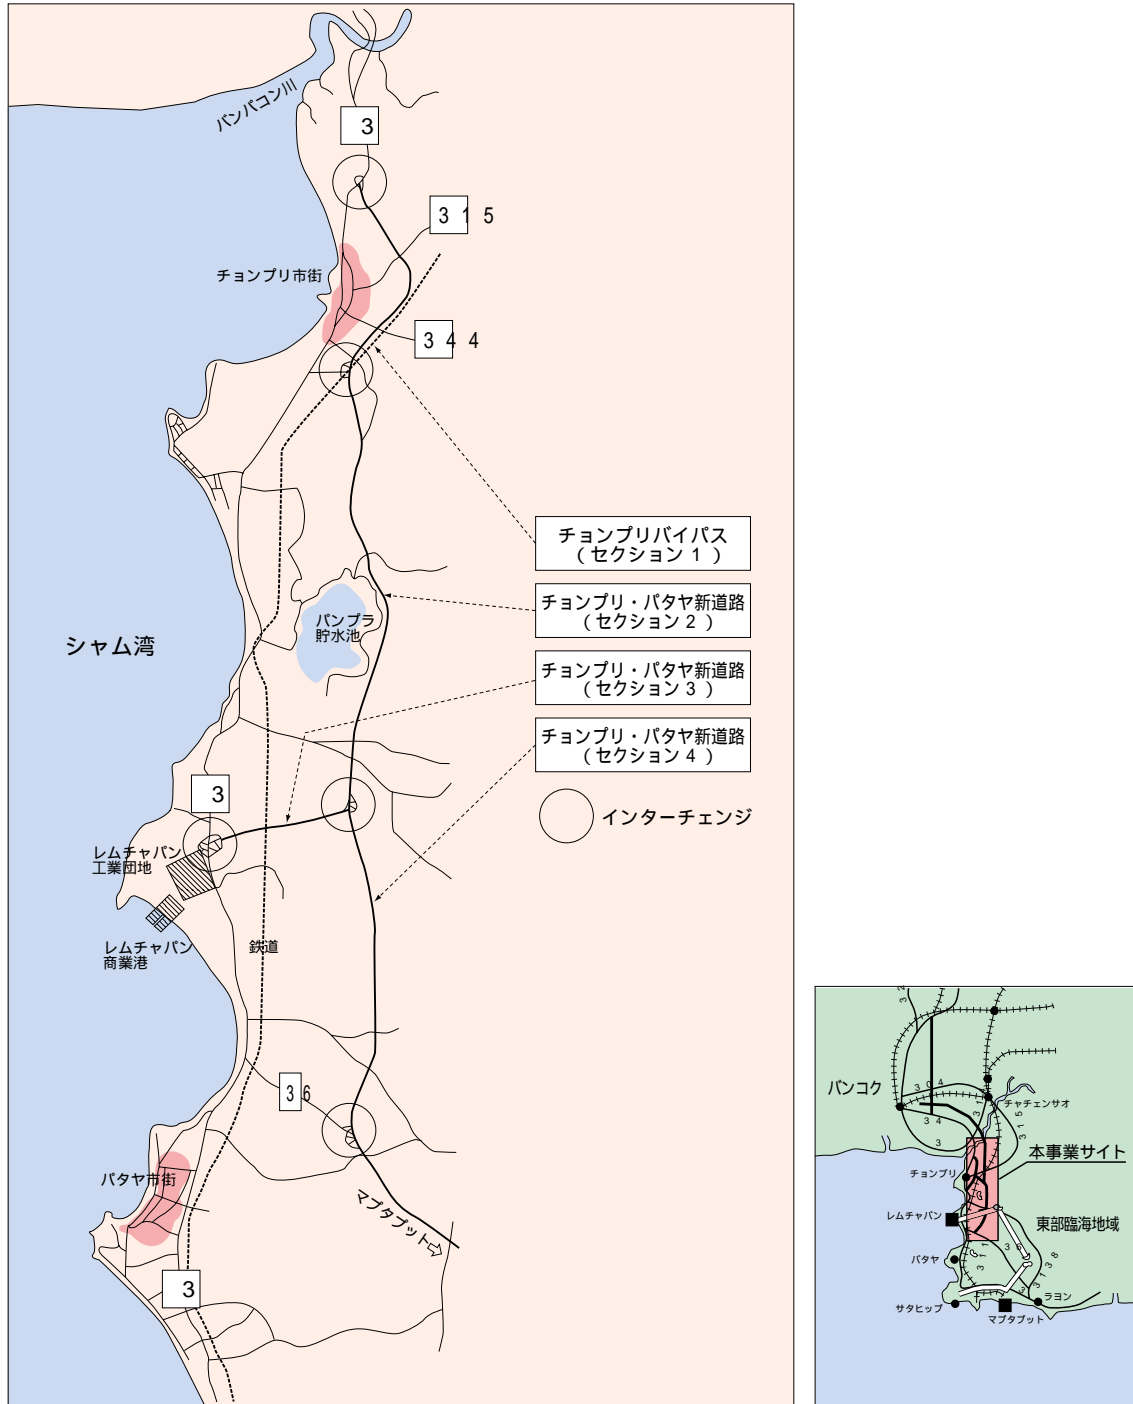 バンパコン川
3
3 1 5
チョンブリ市街
3 4 4
チョンブリバイパス
(セクション 1 )
チョンブリ・パタヤ新道路
(セクション 2 )
バンプラ
貯水池
シャム湾
チョンブリ・パタヤ新道路
(セクション 3 )
チョンブリ・パタヤ新道路
(セクション 4 )
3
インターチェンジ
レムチャバン
工業団地
レムチャバン
商業港
鉄道
3 6
パタヤ市街
マプタプット
3
3 2
バンコク
3 0 4
3 1
チャチェンサオ
3 4
3 1 5
3
本事業サイト
チョンブリ
レムチャバン
東部臨海地域
3 6
3 1 3 8
パタヤ
3 1
サタヒップ
ラヨン
マプタプット